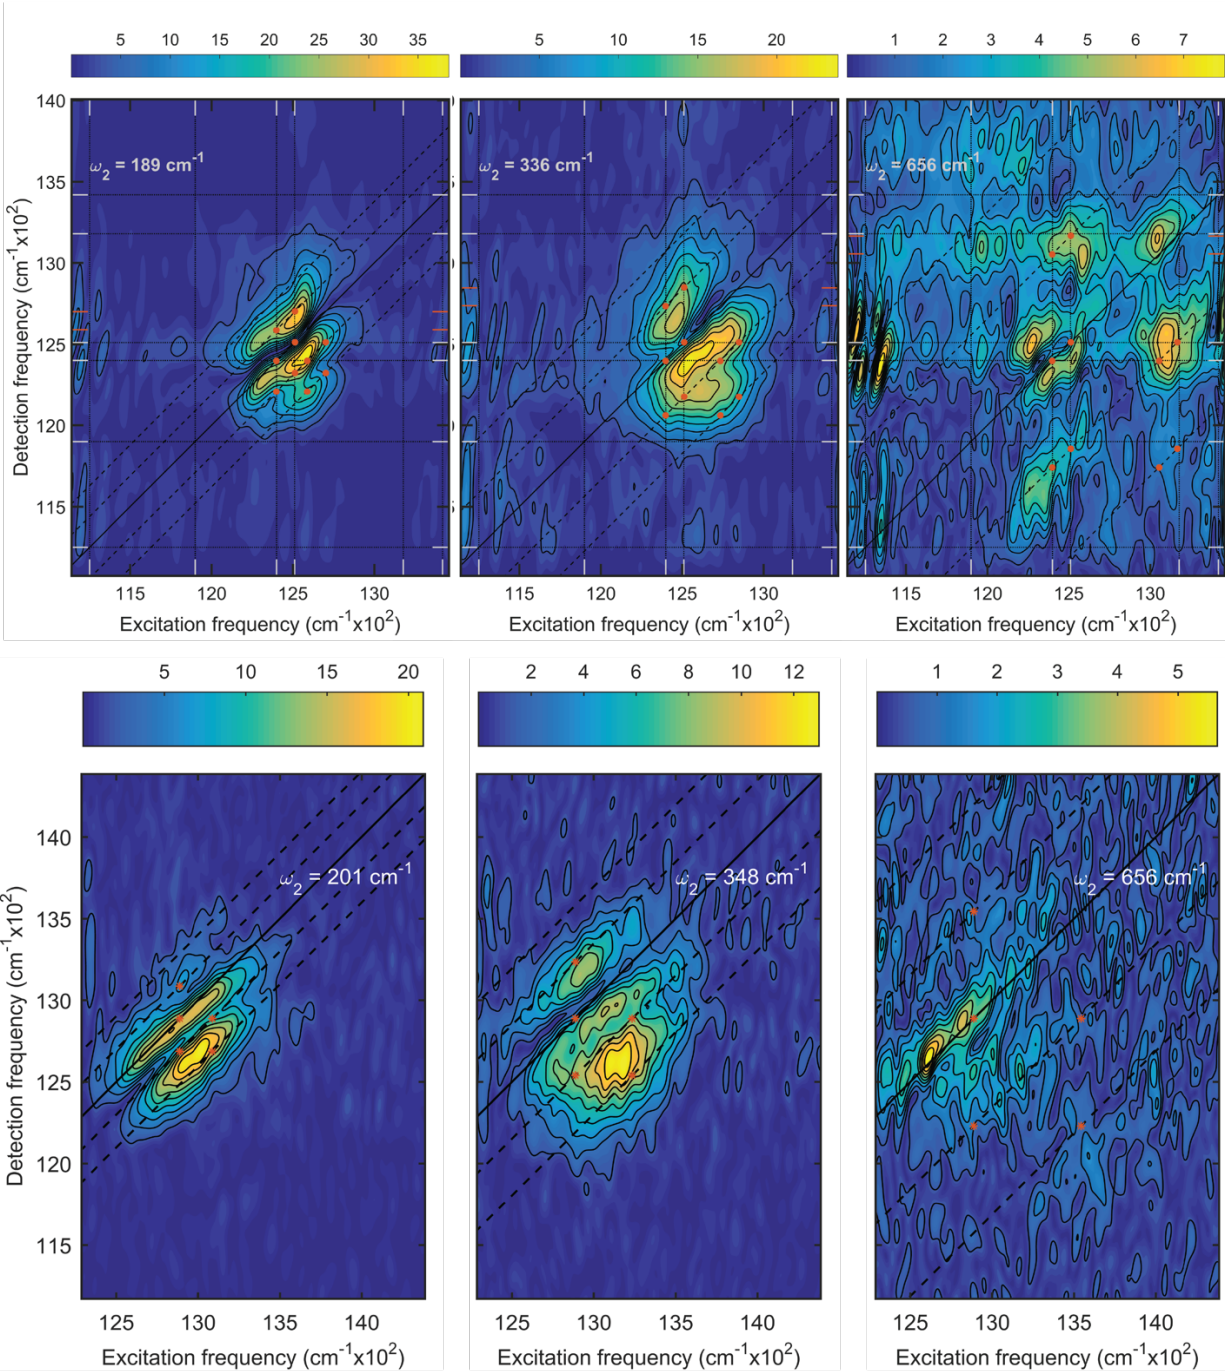 5 10 15 20 25 30 35
5 10 15 20
1 2 3 4 5 6 7
140
135
130
125
120
115
Detection frequency (cm-1x102)
ω2 = 189 cm-1
ω2 = 336 cm-1
ω2 = 656 cm-1
115 120 125 130
115 120 125 130
115 120 125 130
Excitation frequency (cm-1x102)
Excitation frequency (cm-1x102)
Excitation frequency (cm-1x102)
5 10 15 20
2 4 6 8 10 12
1 2 3 4 5
140
135
130
125
120
115
Detection frequency (cm-1x102)
ω2 = 201 cm-1
ω2 = 348 cm-1
ω2 = 656 cm-1
125 130 135 140
125 130 135 140
125 130 135 140
Excitation frequency (cm-1x102)
Excitation frequency (cm-1x102)
Excitation frequency (cm-1x102)